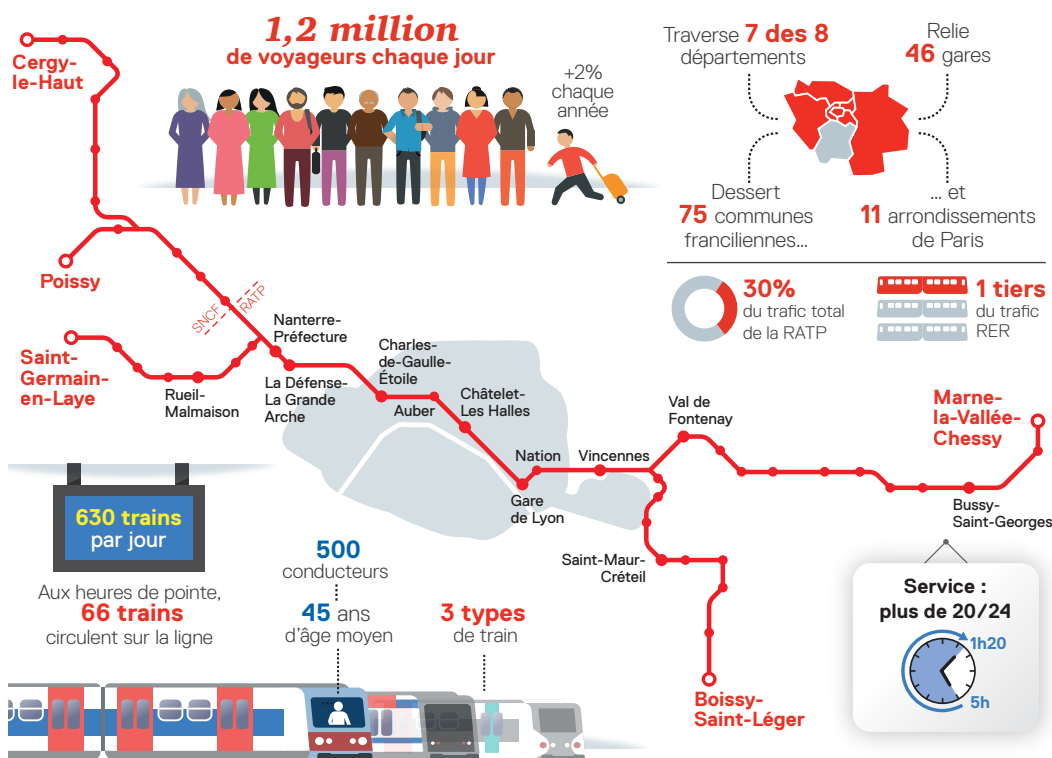 1,2 million
de voyageurs chaque jour
+2%
chaque
année
Traverse 7 des 8
départements
Relie
46 gares
Dessert
75 communes
franciliennes...
... et
11 arrondissements
de Paris
30%
du trafic total
de la RATP
1 tiers
du trafic
RER
Cergy-
le-Haut
Poissy
SNCF
RATP
Saint-
Germain-
en-Laye
Rueil-
Malmaison
Nanterre-
Préfecture
La Défense-
La Grande
Arche
Charles-
de-Gaulle-
Étoile
Auber
Châtelet-
Les Halles
Nation
Gare
de Lyon
Vincennes
Val de
Fontenay
Marne-
la-Vallée-
Chessy
Bussy-
Saint-Georges
Saint-Maur-
Créteil
Boissy-
Saint-Léger
630 trains
par jour
Aux heures de pointe,
66 trains
circulent sur la ligne
500
conducteurs
45 ans
d'âge moyen
3 types
de train
Service :
plus de 20/24
1h20
5h